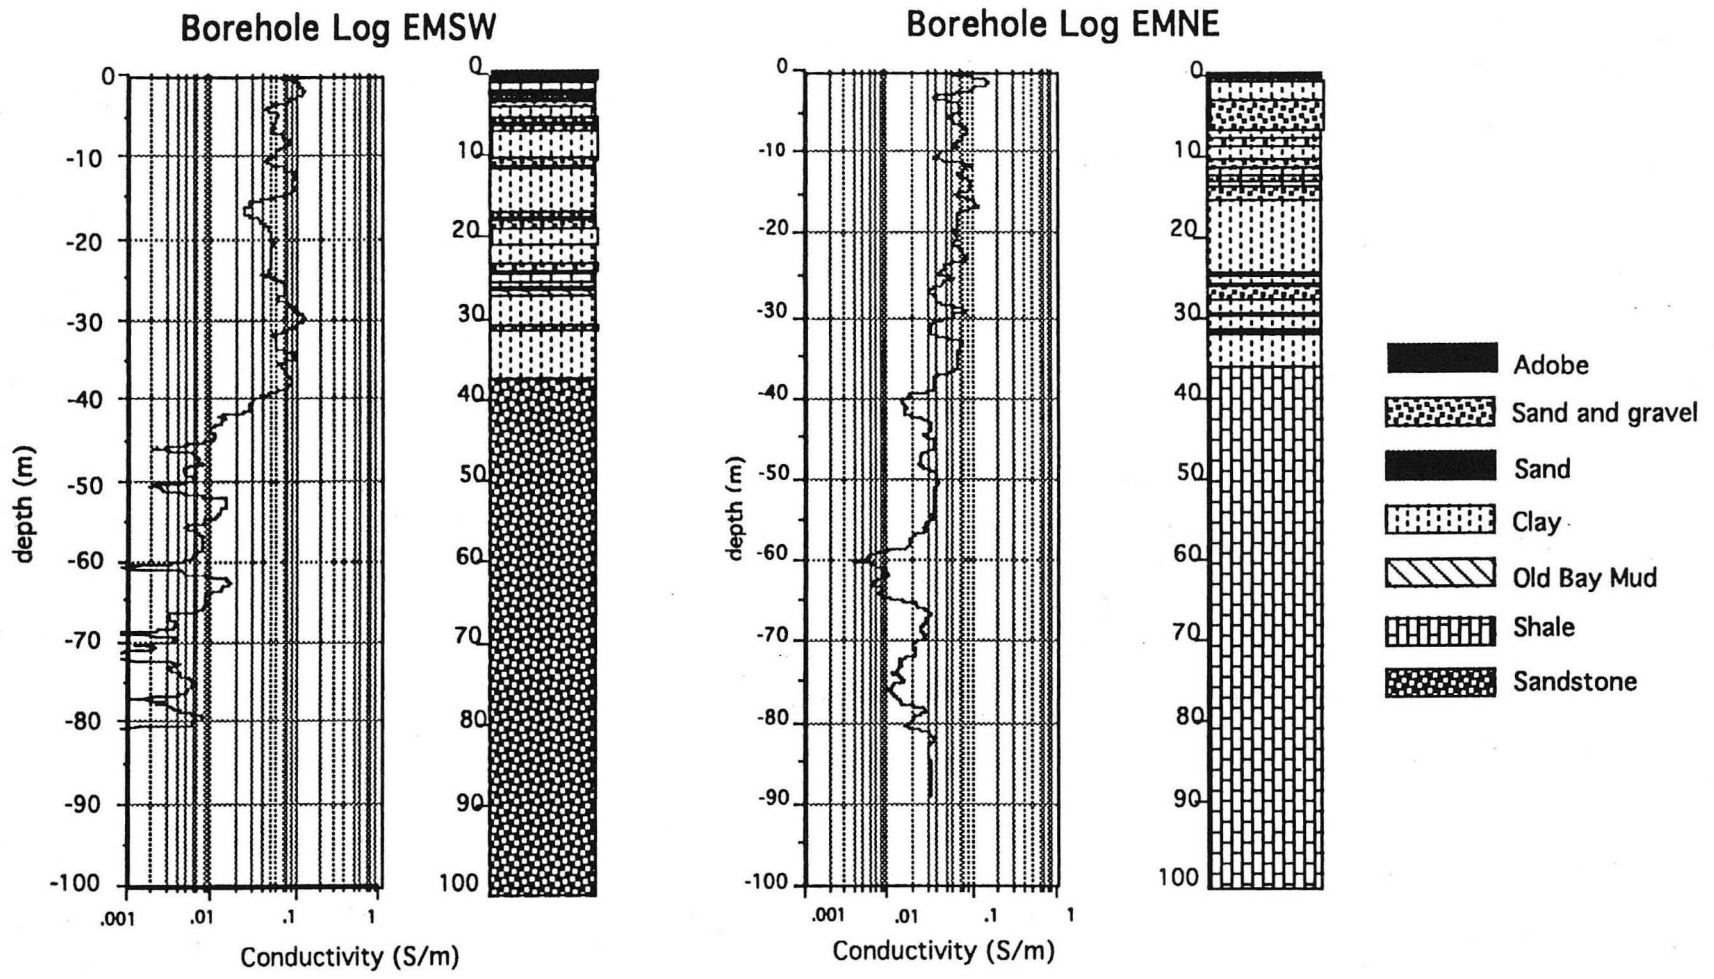 Borehole Log EMSW
Borehole Log EMNE
0
-10
-20
-30
-40
-50
-60
-70
-80
-90
-100
depth (m)
.001 .01 .1 1
Conductivity (S/m)
0
10
20
30
40
50
60
70
80
90
100
0
-10
-20
-30
-40
-50
-60
-70
-80
-90
-100
depth (m)
.001 .01 .1 1
Conductivity (S/m)
0
10
20
30
40
50
60
70
80
90
100
Adobe
Sand and gravel
Sand
Clay
Old Bay Mud
Shale
Sandstone